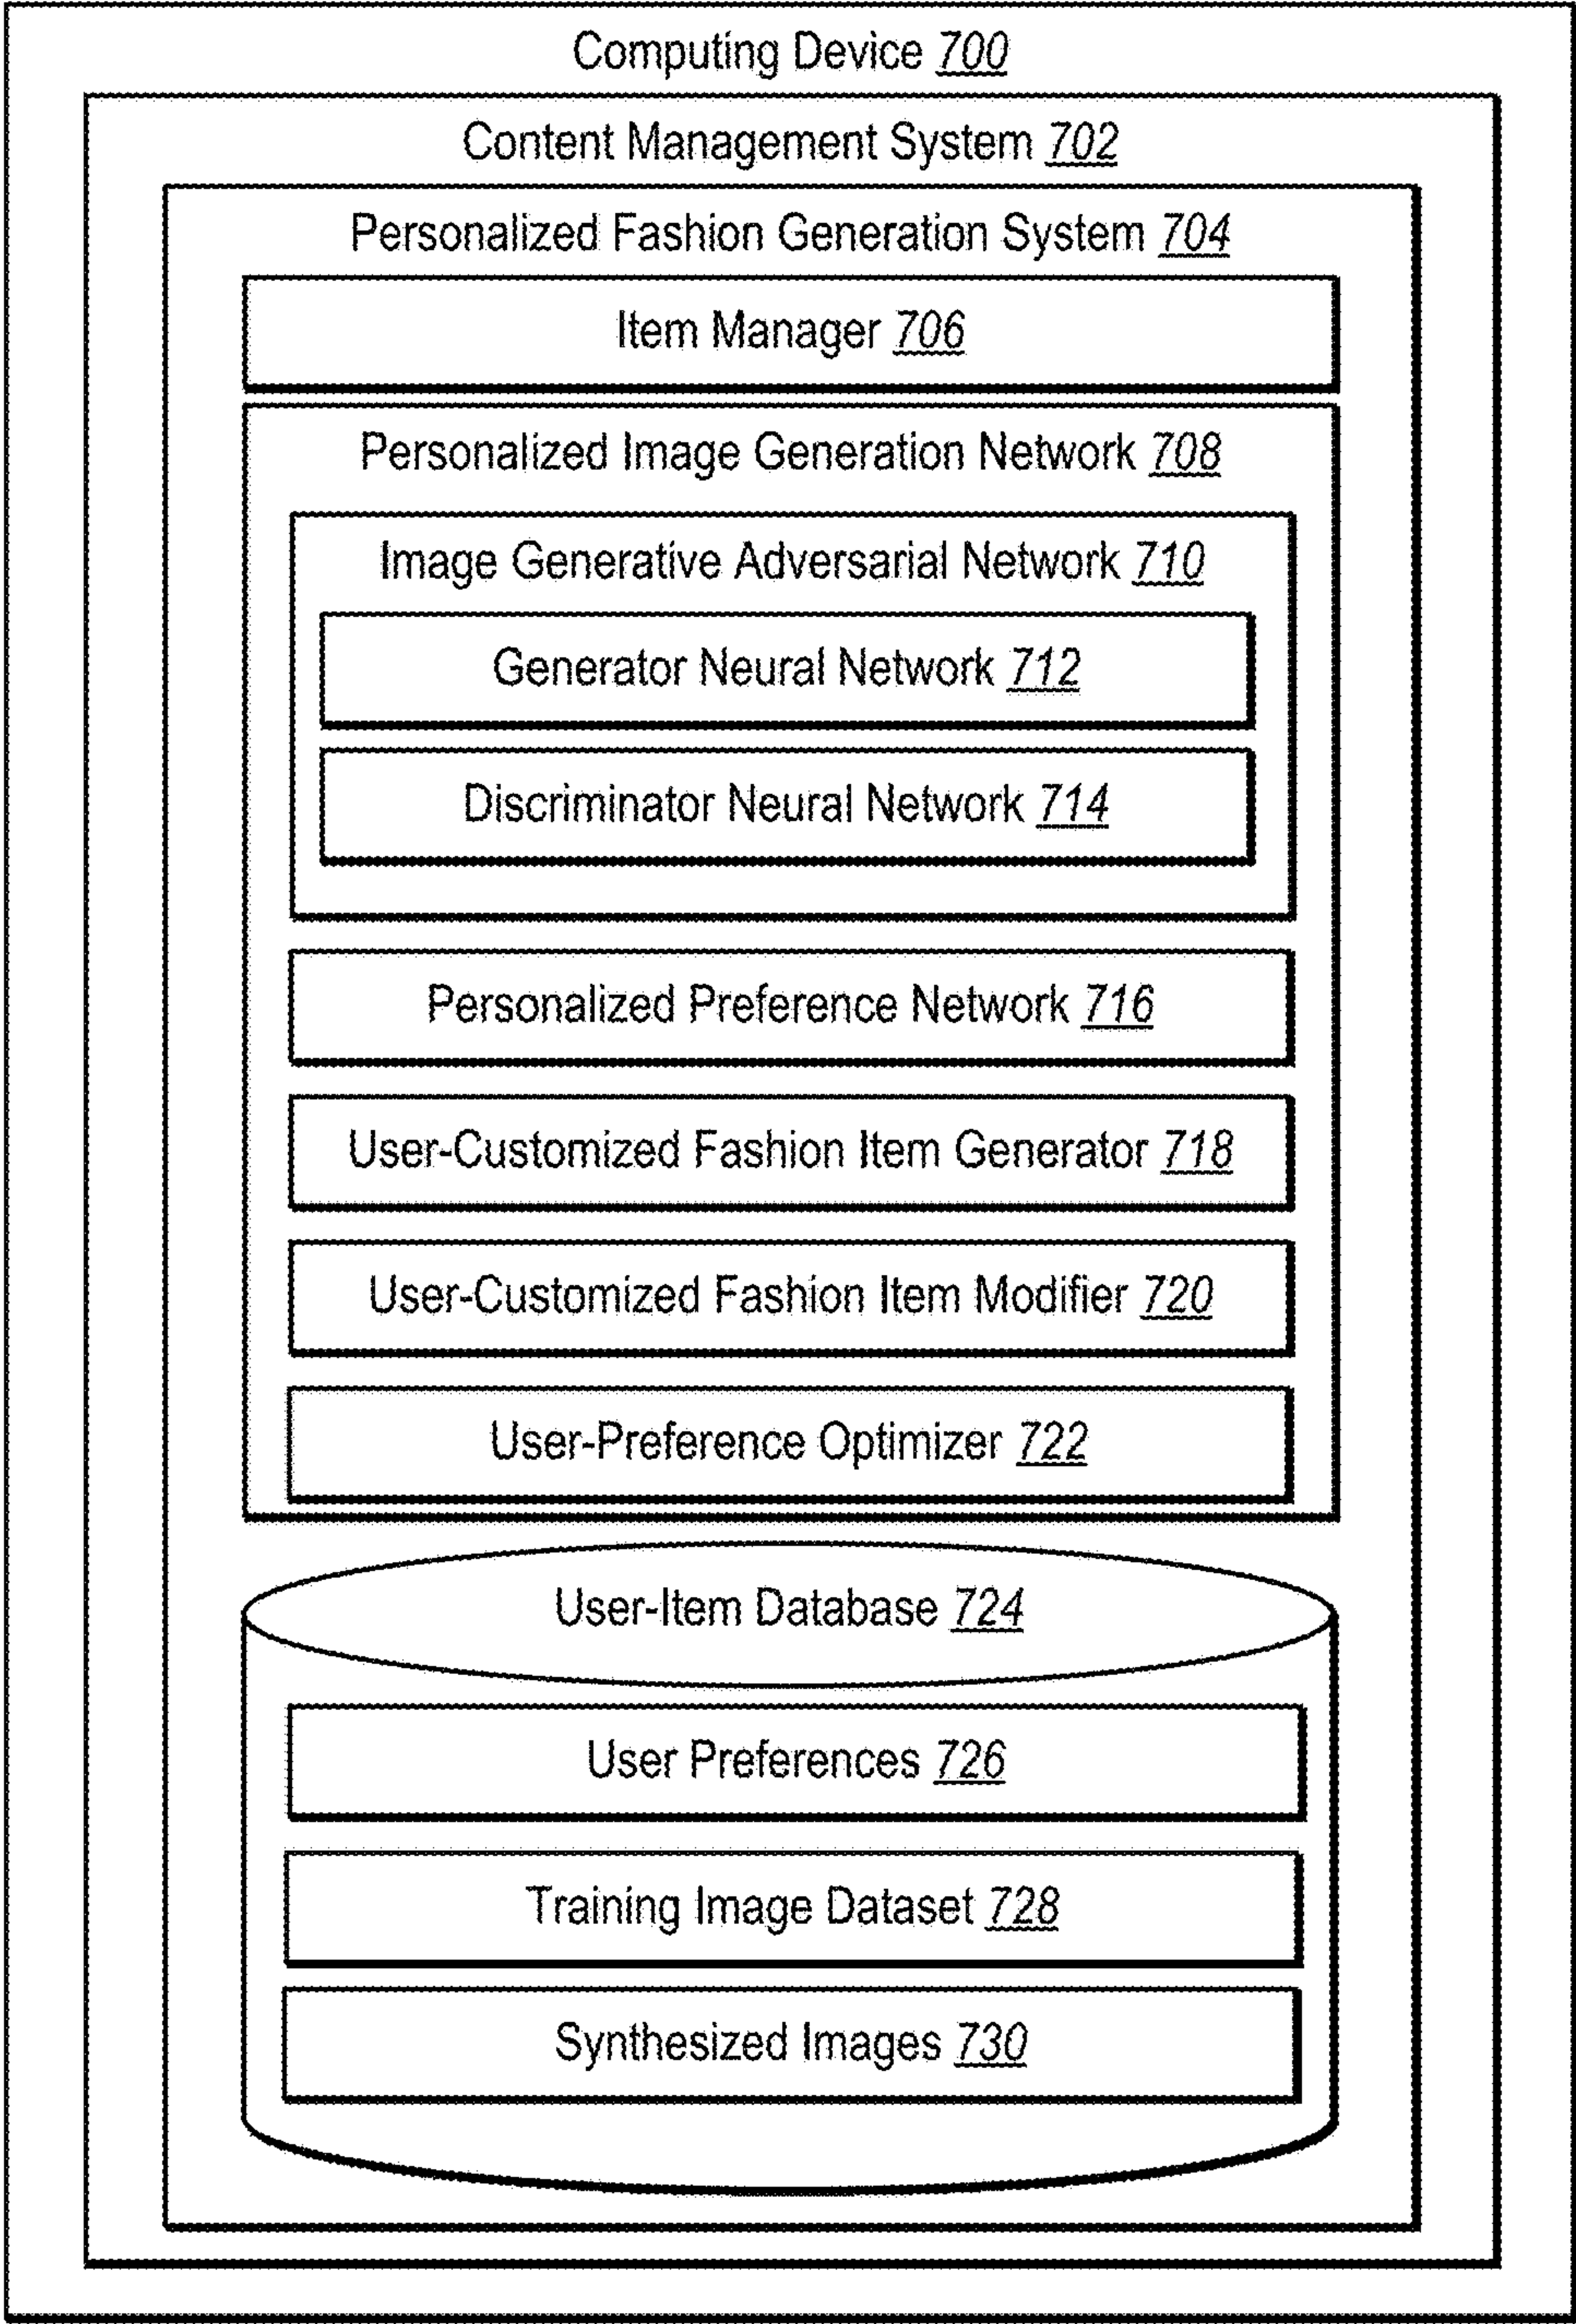 Computing Device 700
Content Management System 702
Personalized Fashion Generation System 704
Item Manager 706
Personalized Image Generation Network 708
Image Generative Adversarial Network 710
Generator Neural Network 712
Discriminator Neural Network 714
Personalized Preference Network 716
User-Customized Fashion Item Generator 718
User-Customized Fashion Item Modifier 720
User-Preference Optimizer 722
User-Item Database 724
User Preferences 726
Training Image Dataset 728
Synthesized Images 730